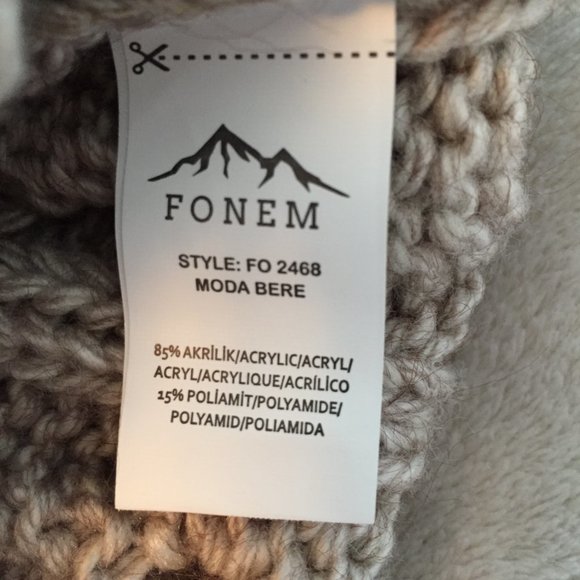 FONEM
STYLE: FO 2468
MODA BERE
85% AKRİLİK/ACRYLIC/ACRYL/
ACRYL/ACRYLIQUE/ACRÍLICO
15% POLİAMİT/POLYAMIDE/
POLYAMID/POLIAMIDA